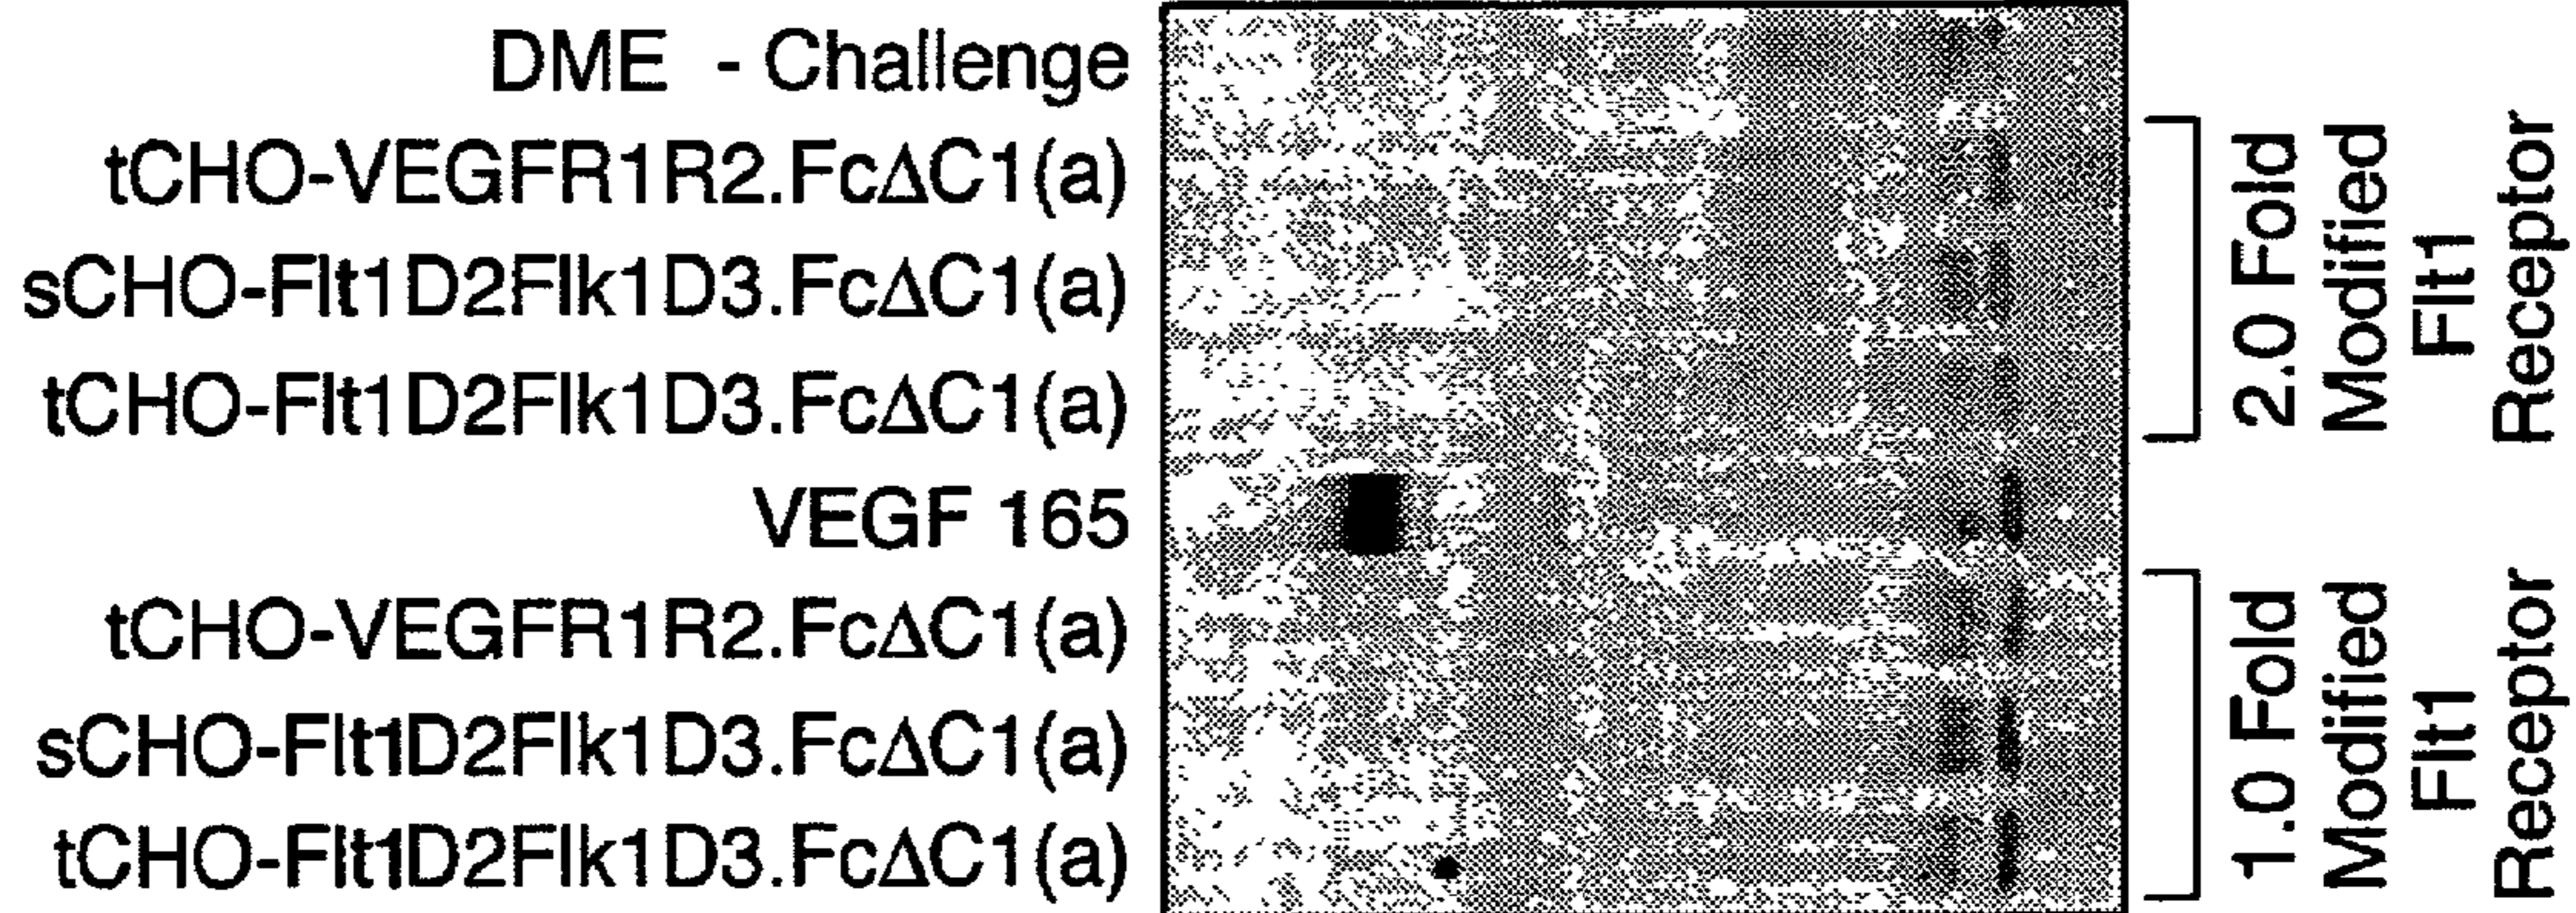 DME - Challenge
tCHO-VEGFR1R2.FcΔC1(a)
sCHO-Flt1D2Flk1D3.FcΔC1(a)
tCHO-Flt1D2Flk1D3.FcΔC1(a)
VEGF 165
tCHO-VEGFR1R2.FcΔC1(a)
sCHO-Flt1D2Flk1D3.FcΔC1(a)
tCHO-Flt1D2Flk1D3.FcΔC1(a)
2.0 Fold
Modified
Flt1
Receptor
1.0 Fold
Modified
Flt1
Receptor